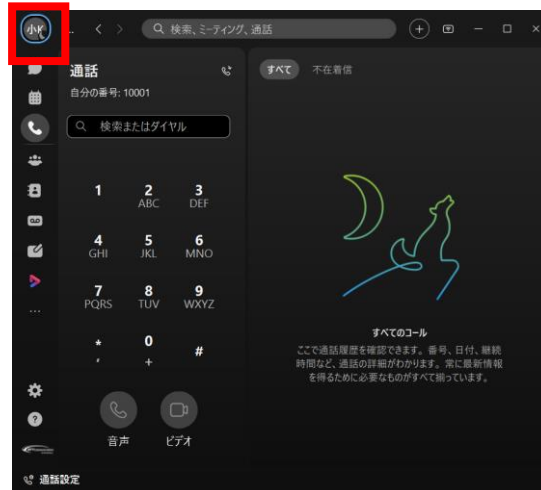 小K
検索、ミーティング、通話
通話
自分の番号: 10001
検索またはダイヤル
1
2
ABC
3
DEF
4
GHI
5
JKL
6
MNO
7
PQRS
8
TUV
9
WXYZ
*
0
+
#
音声
ビデオ
すべて
不在着信
すべてのコール
ここで通話履歴を確認できます。番号、日付、継続
時間など、通話の詳細がわかります。常に最新情報
を得るために必要なものがすべて揃っています。
通話設定